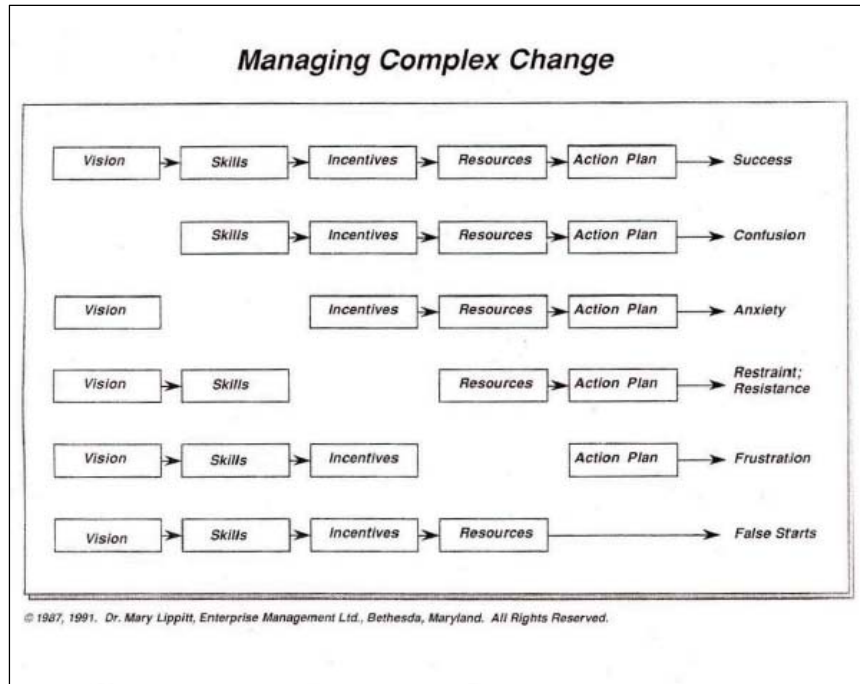 Managing Complex Change
Vision Skills Incentives Resources Action Plan Success
Skills Incentives Resources Action Plan Confusion
Vision Incentives Resources Action Plan Anxiety
Vision Skills Resources Action Plan Restraint;
Resistance
Vision Skills Incentives Action Plan Frustration
Vision Skills Incentives Resources False Starts
© 1987, 1991. Dr. Mary Lippitt, Enterprise Management Ltd., Bethesda, Maryland. All Rights Reserved.